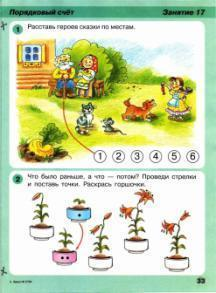 Порядковый счёт Занятие 17
1 Расставь героев сказки по местам.
1 2 3 4 5 6
2 Что было раньше, а что — потом? Проведи стрелки
и поставь точки. Раскрась горшочки.
33